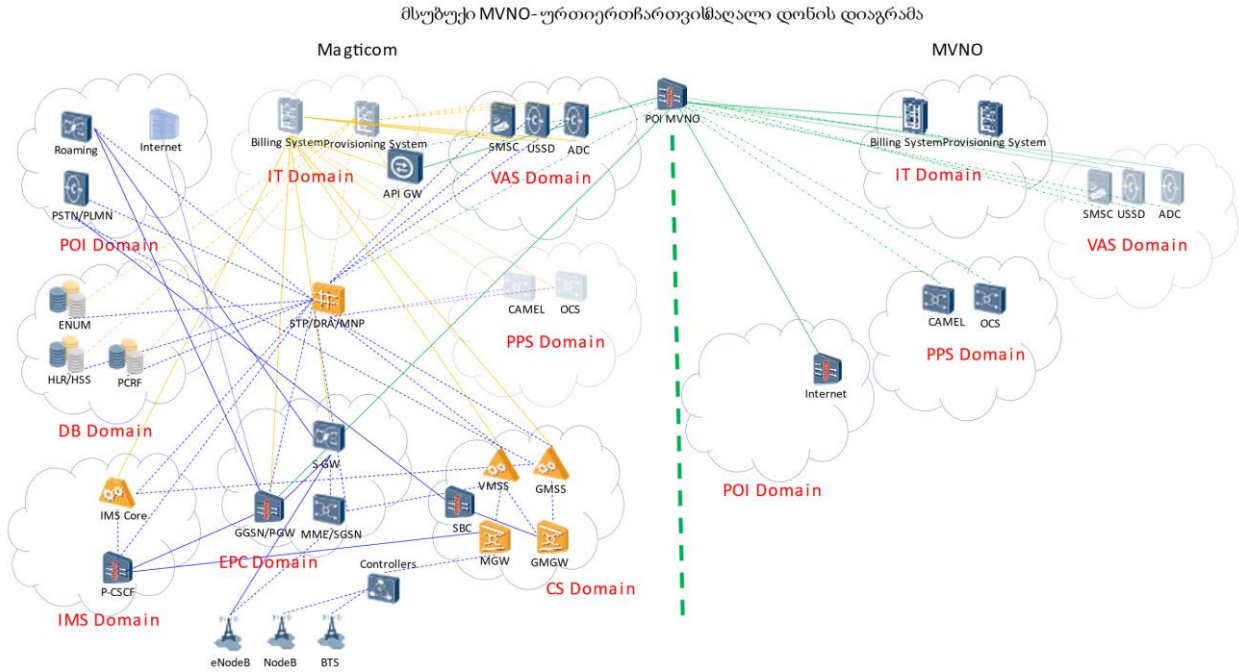 მსუბუქი MVNO-ურთიერთჩართვის მაღალი დონის დიაგრამა
Magticom
MVNO
Roaming
Internet
PSTN/PLMN
POI Domain
Billing System
Provisioning System
IT Domain
API GW
SMSC
USSD
ADC
VAS Domain
POI MVNO
Billing System
Provisioning System
IT Domain
SMSC
USSD
ADC
VAS Domain
ENUM
HLR/HSS
PCRF
DB Domain
STP/DRA/MNP
CAMEL
OCS
PPS Domain
CAMEL
OCS
PPS Domain
Internet
POI Domain
IMS Core
P-CSCF
IMS Domain
S-GW
GGSN/PGW
MME/SGSN
EPC Domain
VMSS
GMSS
SBC
MGW
GMGW
CS Domain
Controllers
eNodeB
NodeB
BTS